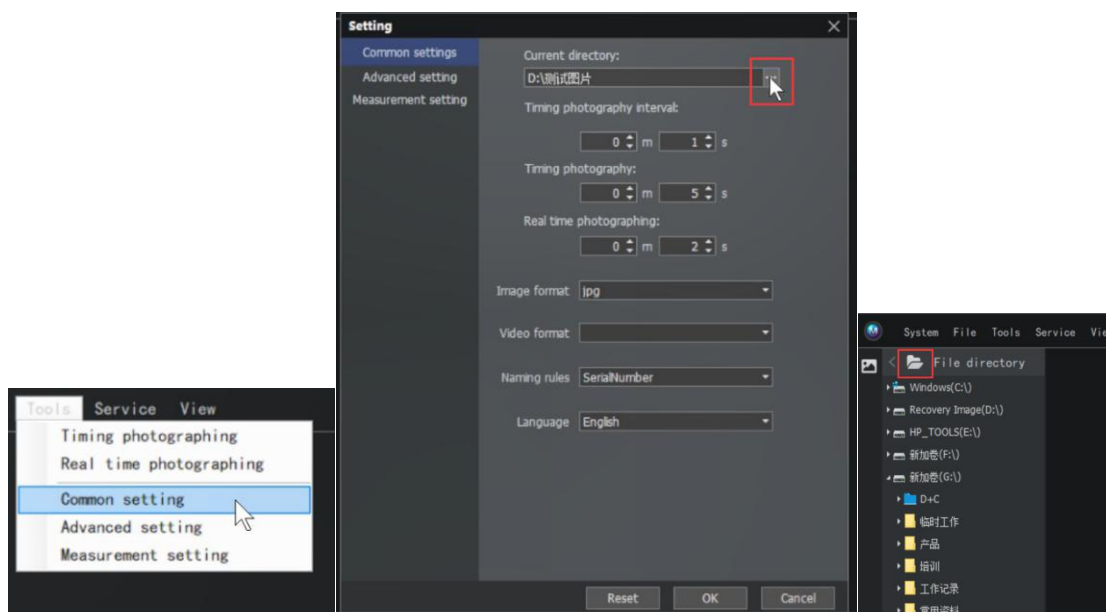 Tools Service View
Timing photographing
Real time photographing
Common setting
Advanced setting
Measurement setting
Setting
Common settings
Advanced setting
Measurement setting
Current directory:
D:\测试图片
...
Timing photography interval:
0 m 1 s
Timing photography:
0 m 5 s
Real time photographing:
0 m 2 s
Image format jpg
Video format
Naming rules SerialNumber
Language English
Reset OK Cancel
System File Tools Service Vie
File directory
Windows(C:\)
Recovery Image(D:\)
HP_TOOLS(E:\)
新加卷(F:\)
新加卷(G:\)
D+C
临时工作
产品
培训
工作记录
常用资料